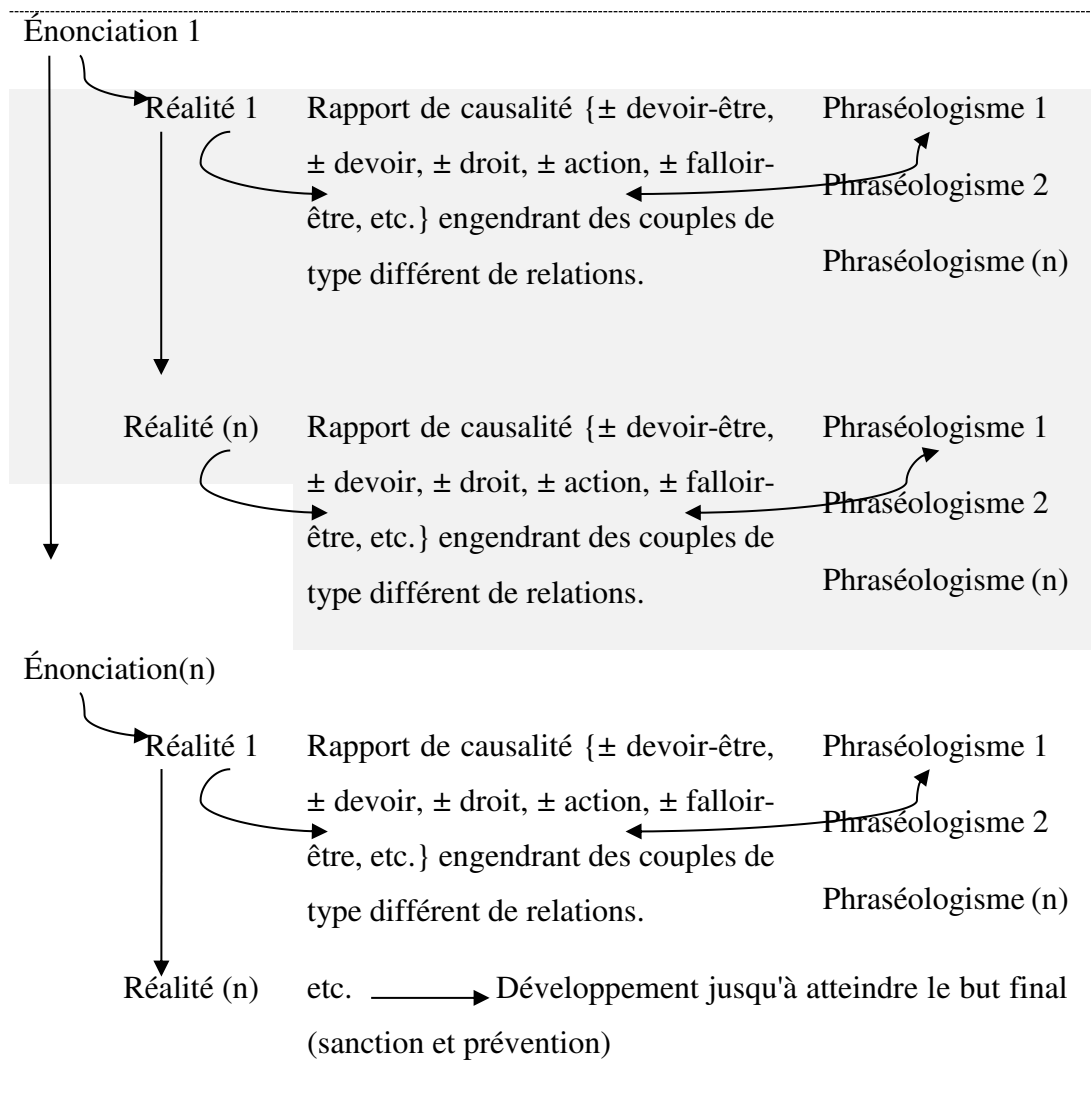 Énonciation 1
Réalité 1
Rapport de causalité {± devoir-être,
± devoir, ± droit, ± action, ± falloir-
être, etc.} engendrant des couples de
type différent de relations.
Phraséologisme 1
Phraséologisme 2
Phraséologisme (n)
Réalité (n)
Rapport de causalité {± devoir-être,
± devoir, ± droit, ± action, ± falloir-
être, etc.} engendrant des couples de
type différent de relations.
Phraséologisme 1
Phraséologisme 2
Phraséologisme (n)
Énonciation(n)
Réalité 1
Rapport de causalité {± devoir-être,
± devoir, ± droit, ± action, ± falloir-
être, etc.} engendrant des couples de
type différent de relations.
Phraséologisme 1
Phraséologisme 2
Phraséologisme (n)
Réalité (n)
etc. Développement jusqu'à atteindre le but final
(sanction et prévention)